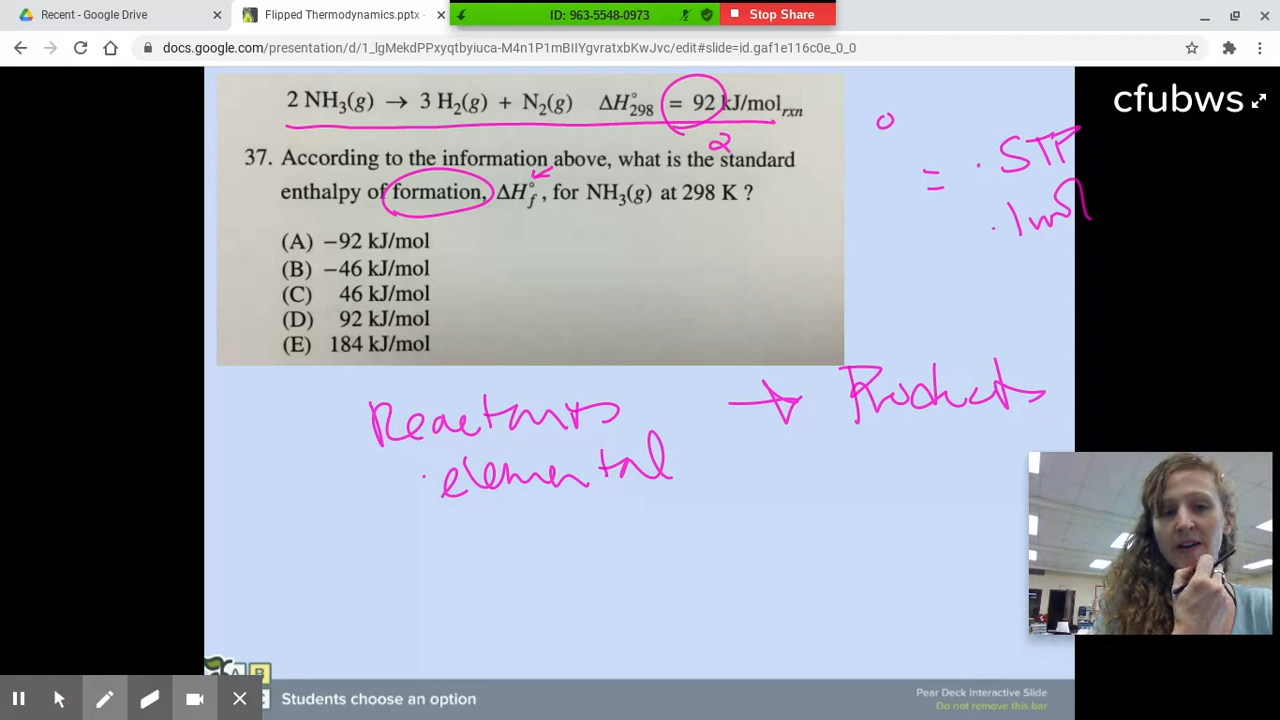 Recent - Google Drive
Flipped Thermodynamics.pptx -
ID: 963-5548-0973
Stop Share
docs.google.com/presentation/d/1_lgMekdPPxyqtbyiuca-M4n1P1mBIIYgvratxbKwJvc/edit#slide=id.gaf1e116c0e_0_0
cfubws
2 NH₃(g) → 3 H₂(g) + N₂(g) ΔH°₂₉₈ = 92 kJ/molᵣₓₙ
2
37. According to the information above, what is the standard
enthalpy of formation, ΔH°f, for NH₃(g) at 298 K ?
(A) −92 kJ/mol
(B) −46 kJ/mol
(C) 46 kJ/mol
(D) 92 kJ/mol
(E) 184 kJ/mol
° = · STP
· 1 mol
Reactants → Products
· elemental
Students choose an option
Pear Deck Interactive Slide
Do not remove this bar